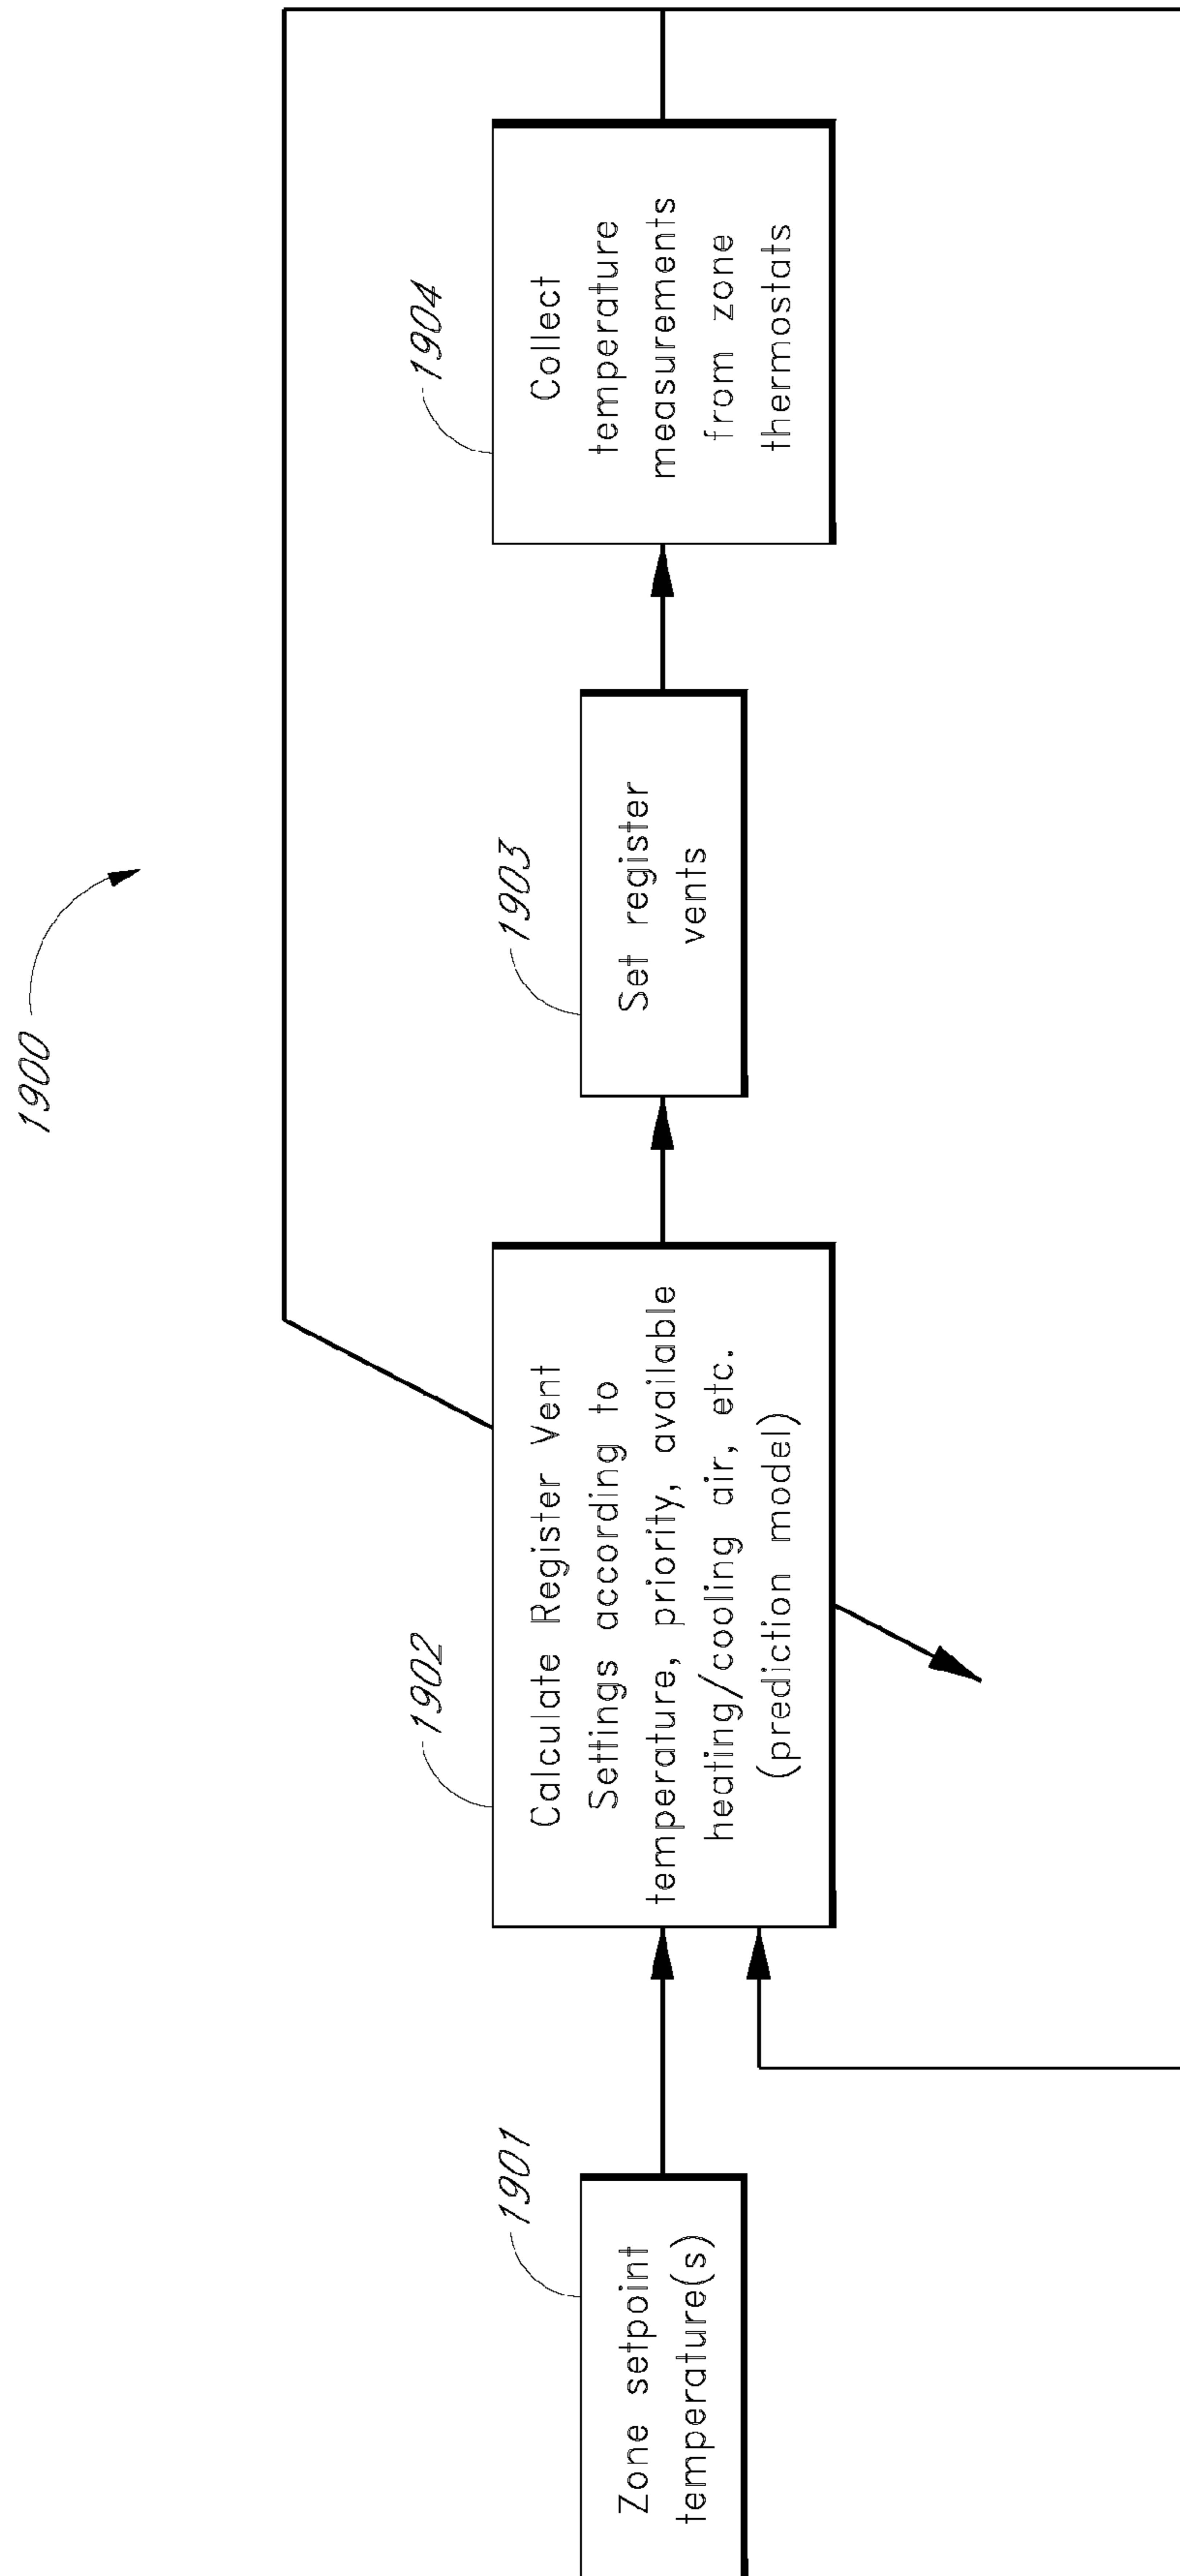 1900
1901
Zone setpoint
temperature(s)
1902
Calculate Register Vent
Settings according to
temperature, priority, available
heating/cooling air, etc.
(prediction model)
1903
Set register
vents
1904
Collect
temperature
measurements
from zone
thermostats